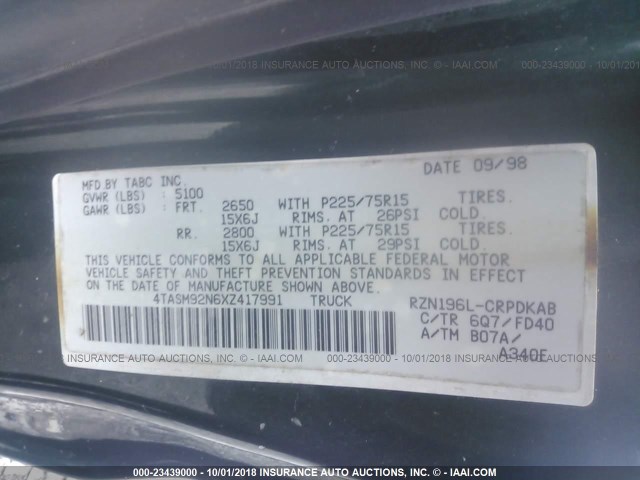 000-23439000 - 10/01/2018 INSURANCE AUTO AUCTIONS, INC. - © IAAI.COM
DATE 09/98
MFD.BY TABC INC.
GVWR (LBS) : 5100
GAWR (LBS) : FRT. 2650 WITH P225/75R15 TIRES.
15X6J RIMS. AT 26PSI COLD.
RR. 2800 WITH P225/75R15 TIRES.
15X6J RIMS. AT 29PSI COLD.
THIS VEHICLE CONFORMS TO ALL APPLICABLE FEDERAL MOTOR
VEHICLE SAFETY AND THEFT PREVENTION STANDARDS IN EFFECT
ON THE DATE OF MANUFACTURE SHOWN ABOVE.
4TASM92N6XZ417991 TRUCK RZN196L-CRPDKAB
C/TR 6Q7/FD40
A/TM B07A/
A340E
000-23439000 - 10/01/2018 INSURANCE AUTO AUCTIONS, INC. - © IAAI.COM
000-23439000 - 10/01/2018 INSURANCE AUTO AUCTIONS, INC.
- © IAAI.COM